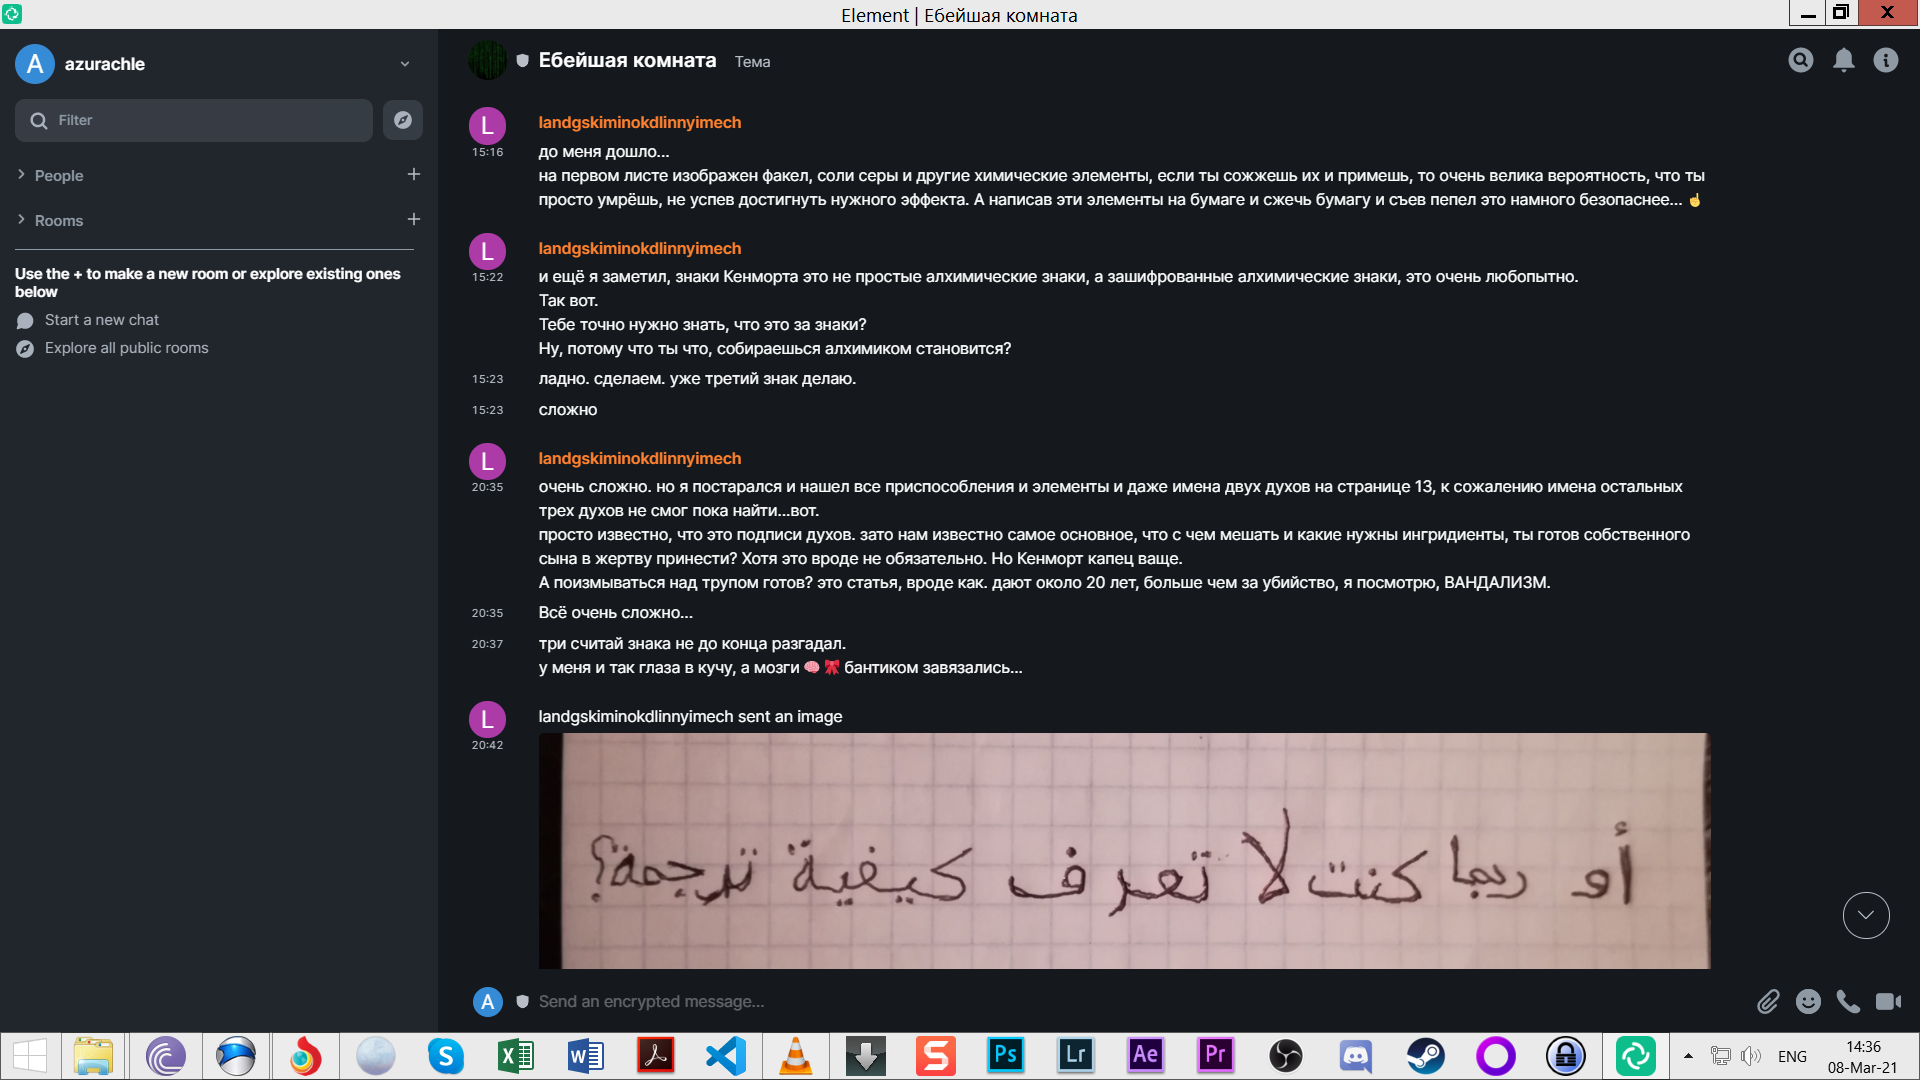 Element | Ебейшая комната
A
azurachle
Filter
People
Rooms
Use the + to make a new room or explore existing ones
below
Start a new chat
Explore all public rooms
Ебейшая комната Тема
L
landgskiminokdlinnyimech
15:16
до меня дошло...
на первом листе изображен факел, соли серы и другие химические элементы, если ты сожжешь их и примешь, то очень велика вероятность, что ты
просто умрёшь, не успев достигнуть нужного эффекта. А написав эти элементы на бумаге и сжечь бумагу и съев пепел это намного безопаснее... ☝
L
landgskiminokdlinnyimech
15:22
и ещё я заметил, знаки Кенморта это не простые алхимические знаки, а зашифрованные алхимические знаки, это очень любопытно.
Так вот.
Тебе точно нужно знать, что это за знаки?
Ну, потому что ты что, собираешься алхимиком становится?
15:23 ладно. сделаем. уже третий знак делаю.
15:23 сложно
L
landgskiminokdlinnyimech
20:35
очень сложно. но я постарался и нашел все приспособления и элементы и даже имена двух духов на странице 13, к сожалению имена остальных
трех духов не смог пока найти...вот.
просто известно, что это подписи духов. зато нам известно самое основное, что с чем мешать и какие нужны ингридиенты, ты готов собственного
сына в жертву принести? Хотя это вроде не обязательно. Но Кенморт капец ваще.
А поизмываться над трупом готов? это статья, вроде как. дают около 20 лет, больше чем за убийство, я посмотрю, ВАНДАЛИЗМ.
20:35 Всё очень сложно...
20:37 три считай знака не до конца разгадал.
у меня и так глаза в кучу, а мозги 🧠 🎀 бантиком завязались...
L
landgskiminokdlinnyimech sent an image
20:42
أو ربما كنت لا تعرف كيفية ترجمة؟
A
Send an encrypted message...
S
X
W
S
Ps
Lr
Ae
Pr
ENG
14:36
08-Mar-21